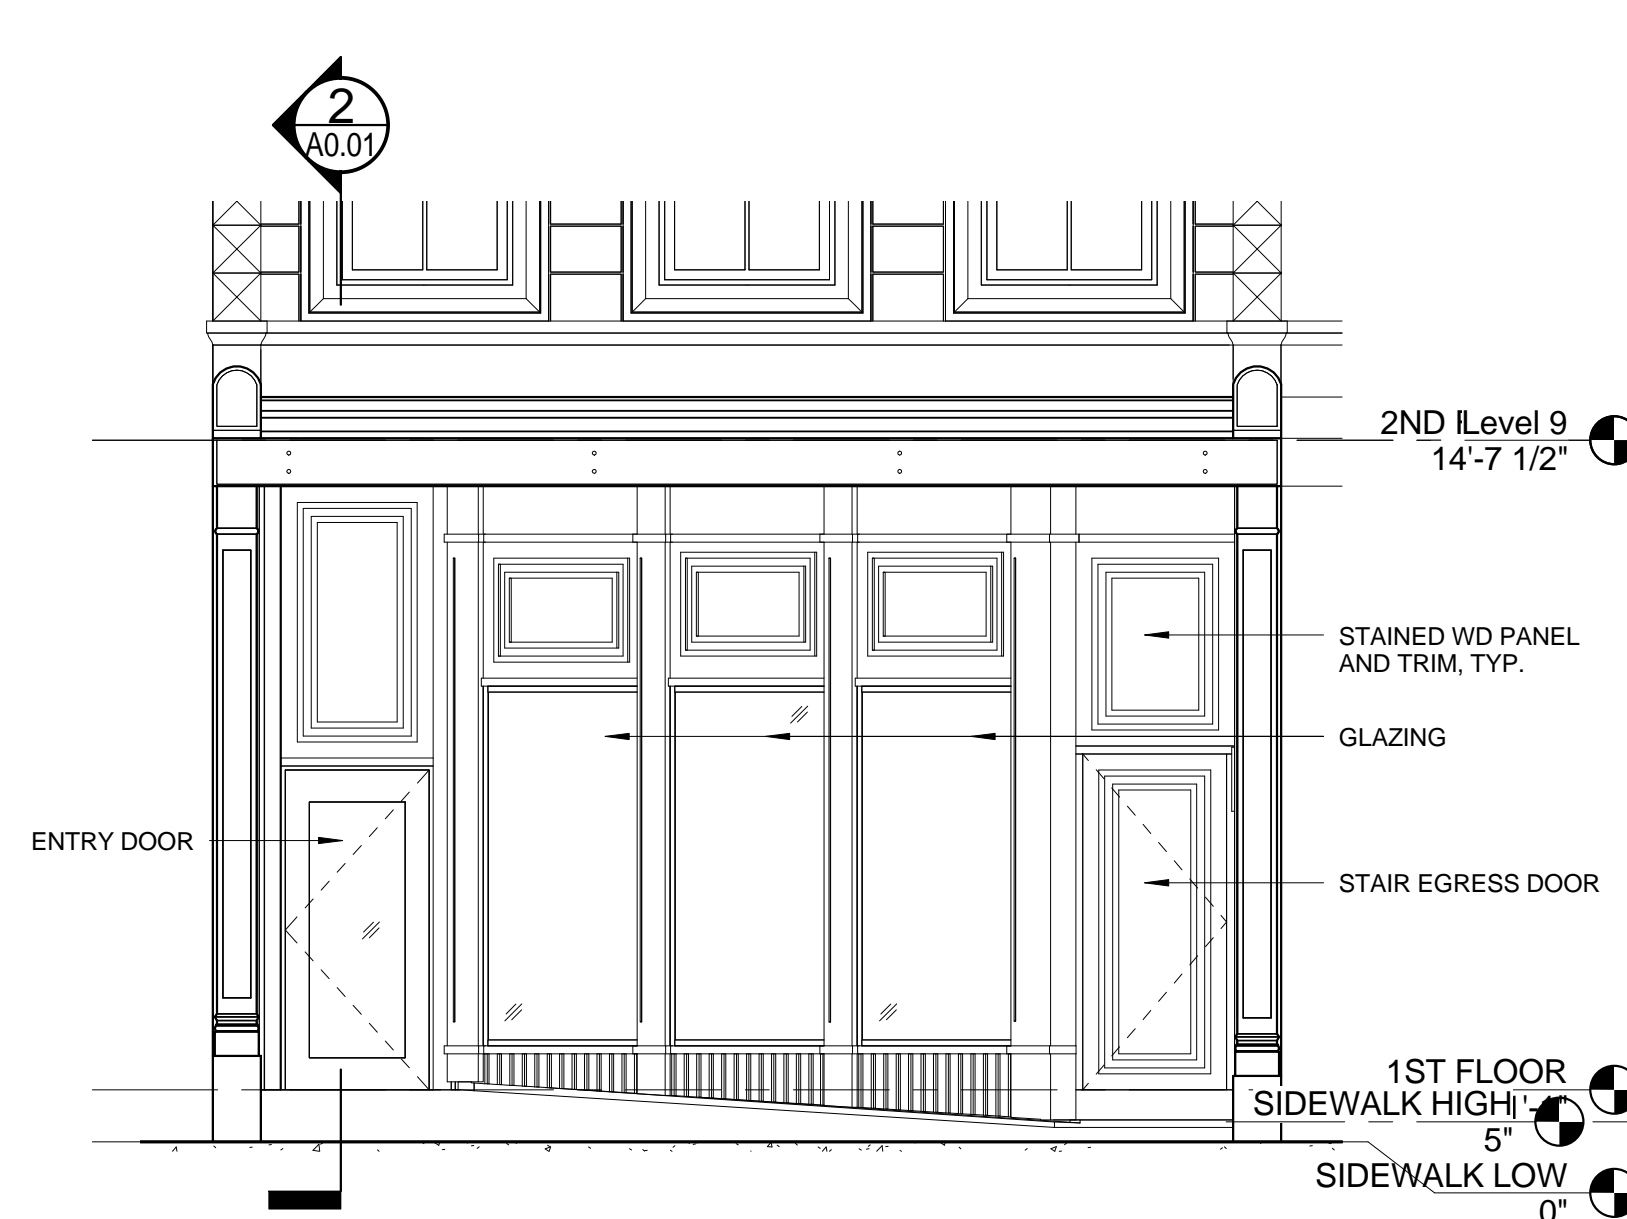 2
A0.01
2ND Level 9
14'-7 1/2"
STAINED WD PANEL
AND TRIM, TYP.
GLAZING
ENTRY DOOR
STAIR EGRESS DOOR
1ST FLOOR
SIDEWALK HIGH
5"
SIDEWALK LOW
0"